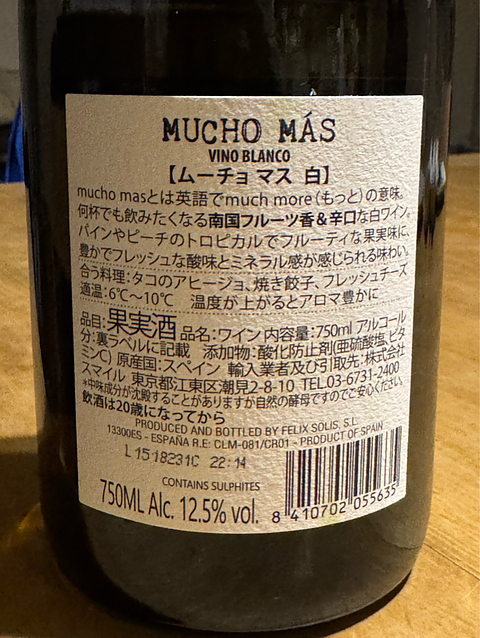 MUCHO MÁS
VINO BLANCO
【ムーチョ マス 白】
mucho masとは英語でmuch more（もっと）の意味。
何杯でも飲みたくなる南国フルーツ香＆辛口な白ワイン。
パインやピーチのトロピカルでフルーティな果実味に、
豊かでフレッシュな酸味とミネラル感が感じられる味わい。
合う料理：タコのアヒージョ、焼き餃子、フレッシュチーズ
適温：6℃〜10℃　温度が上がるとアロマ豊かに
品目：果実酒 品名：ワイン 内容量：750ml アルコール
分：裏ラベルに記載　添加物：酸化防止剤(亜硫酸塩、ビタ
ミンC) 原産国：スペイン 輸入業者及び引取先：株式会社
スマイル 東京都江東区潮見2-8-10 TEL.03-6731-2400
*中味成分が沈殿することがありますが自然の酵母ですのでご安心ください。
飲酒は20歳になってから
PRODUCED AND BOTTLED BY FELIX SOLIS, S.L
13300ES - ESPAÑA R.E: CLM-081/CR01 - PRODUCT OF SPAIN
L1518231C 22:14
CONTAINS SULPHITES
750ML Alc. 12,5% vol.
8 410702 055635